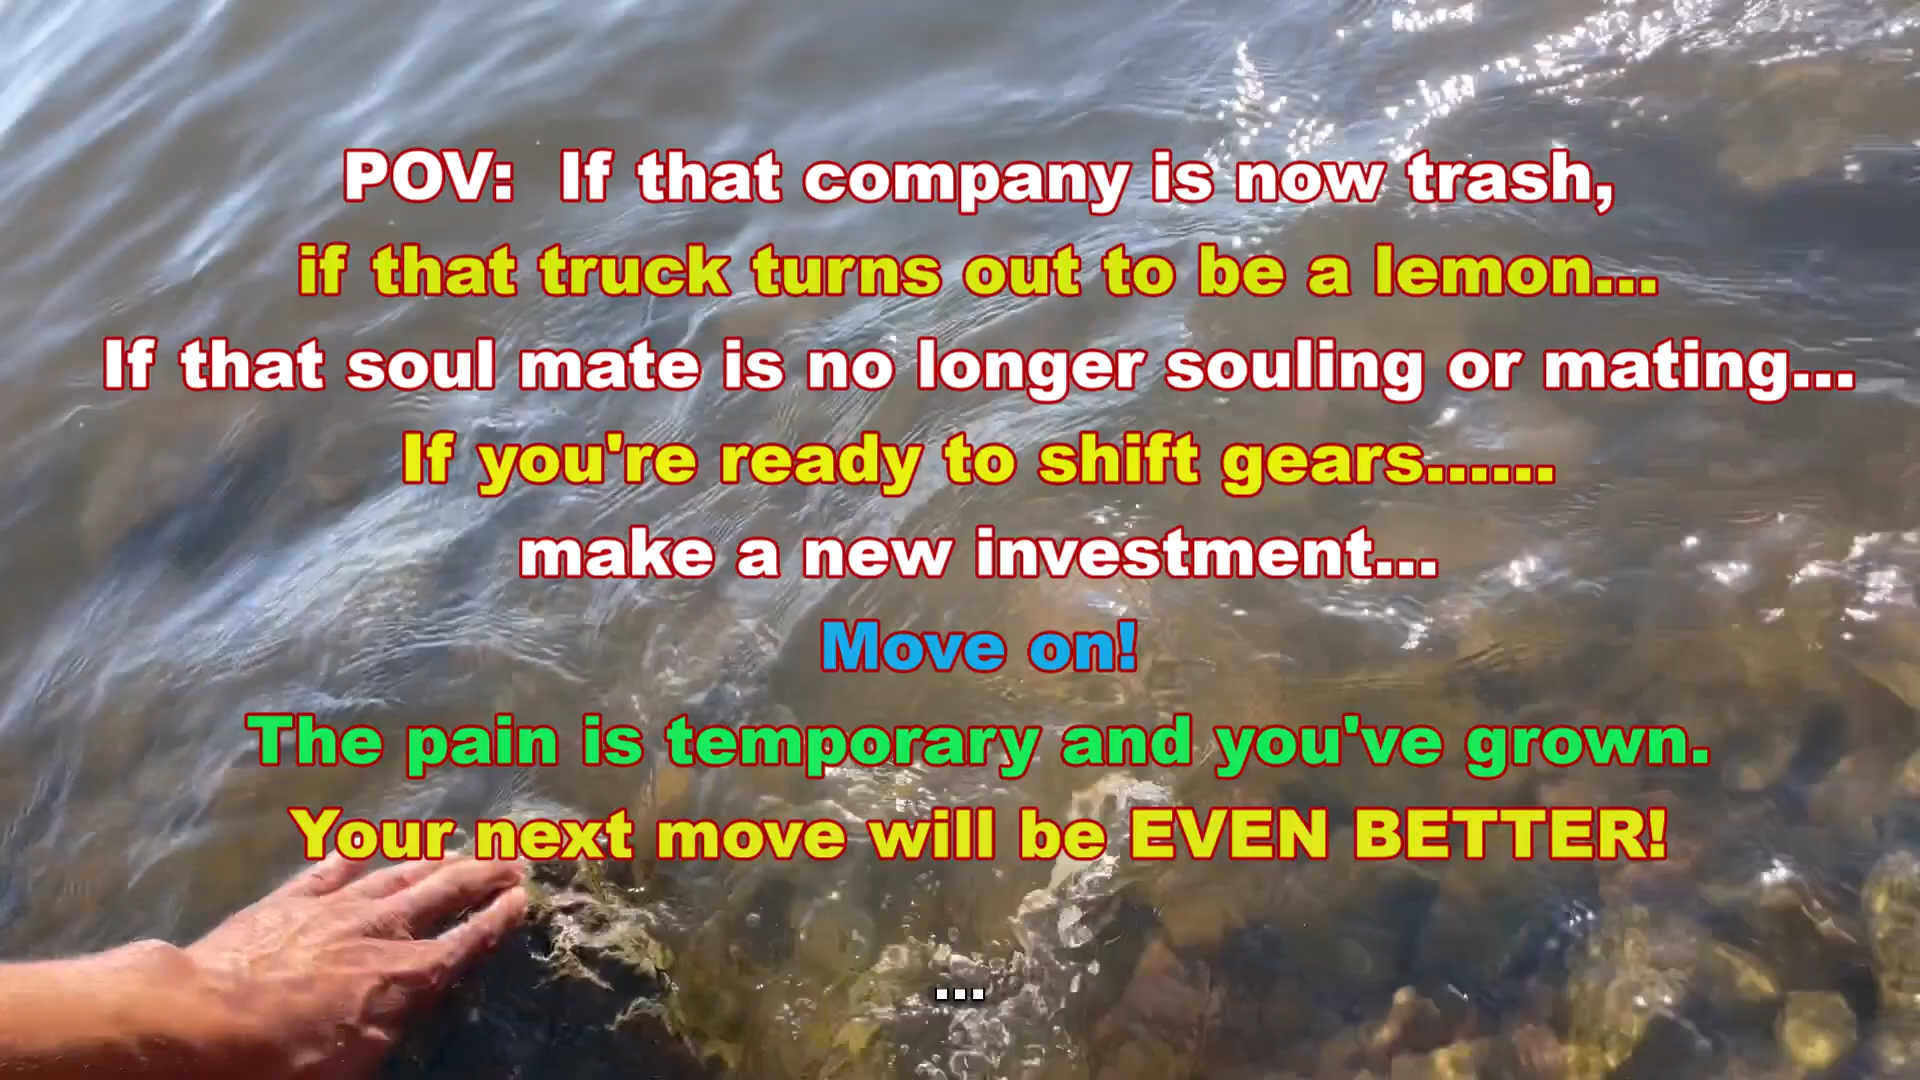 POV:  If that company is now trash,
if that truck turns out to be a lemon...
If that soul mate is no longer souling or mating...
If you're ready to shift gears......
make a new investment...
Move on!
The pain is temporary and you've grown.
Your next move will be EVEN BETTER!
...